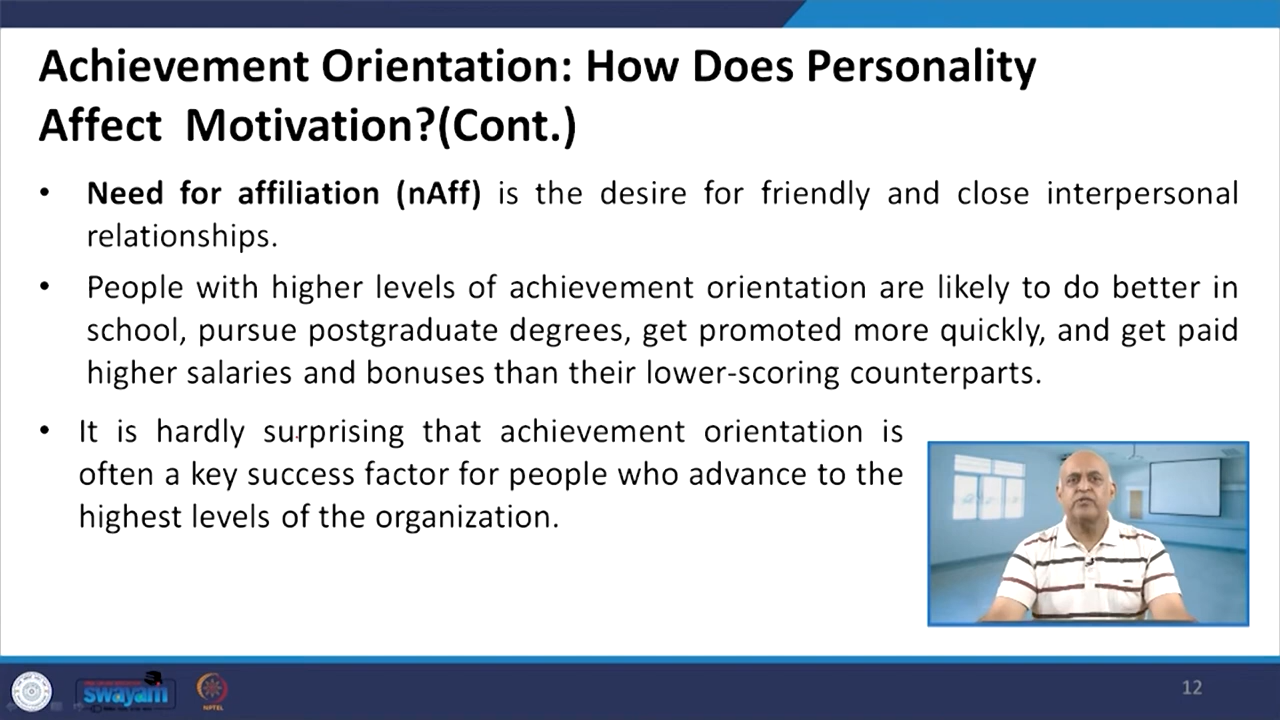 Achievement Orientation: How Does Personality
Affect Motivation?(Cont.)
• Need for affiliation (nAff) is the desire for friendly and close interpersonal
relationships.
• People with higher levels of achievement orientation are likely to do better in
school, pursue postgraduate degrees, get promoted more quickly, and get paid
higher salaries and bonuses than their lower-scoring counterparts.
• It is hardly surprising that achievement orientation is
often a key success factor for people who advance to the
highest levels of the organization.
swayam
NPTEL
12